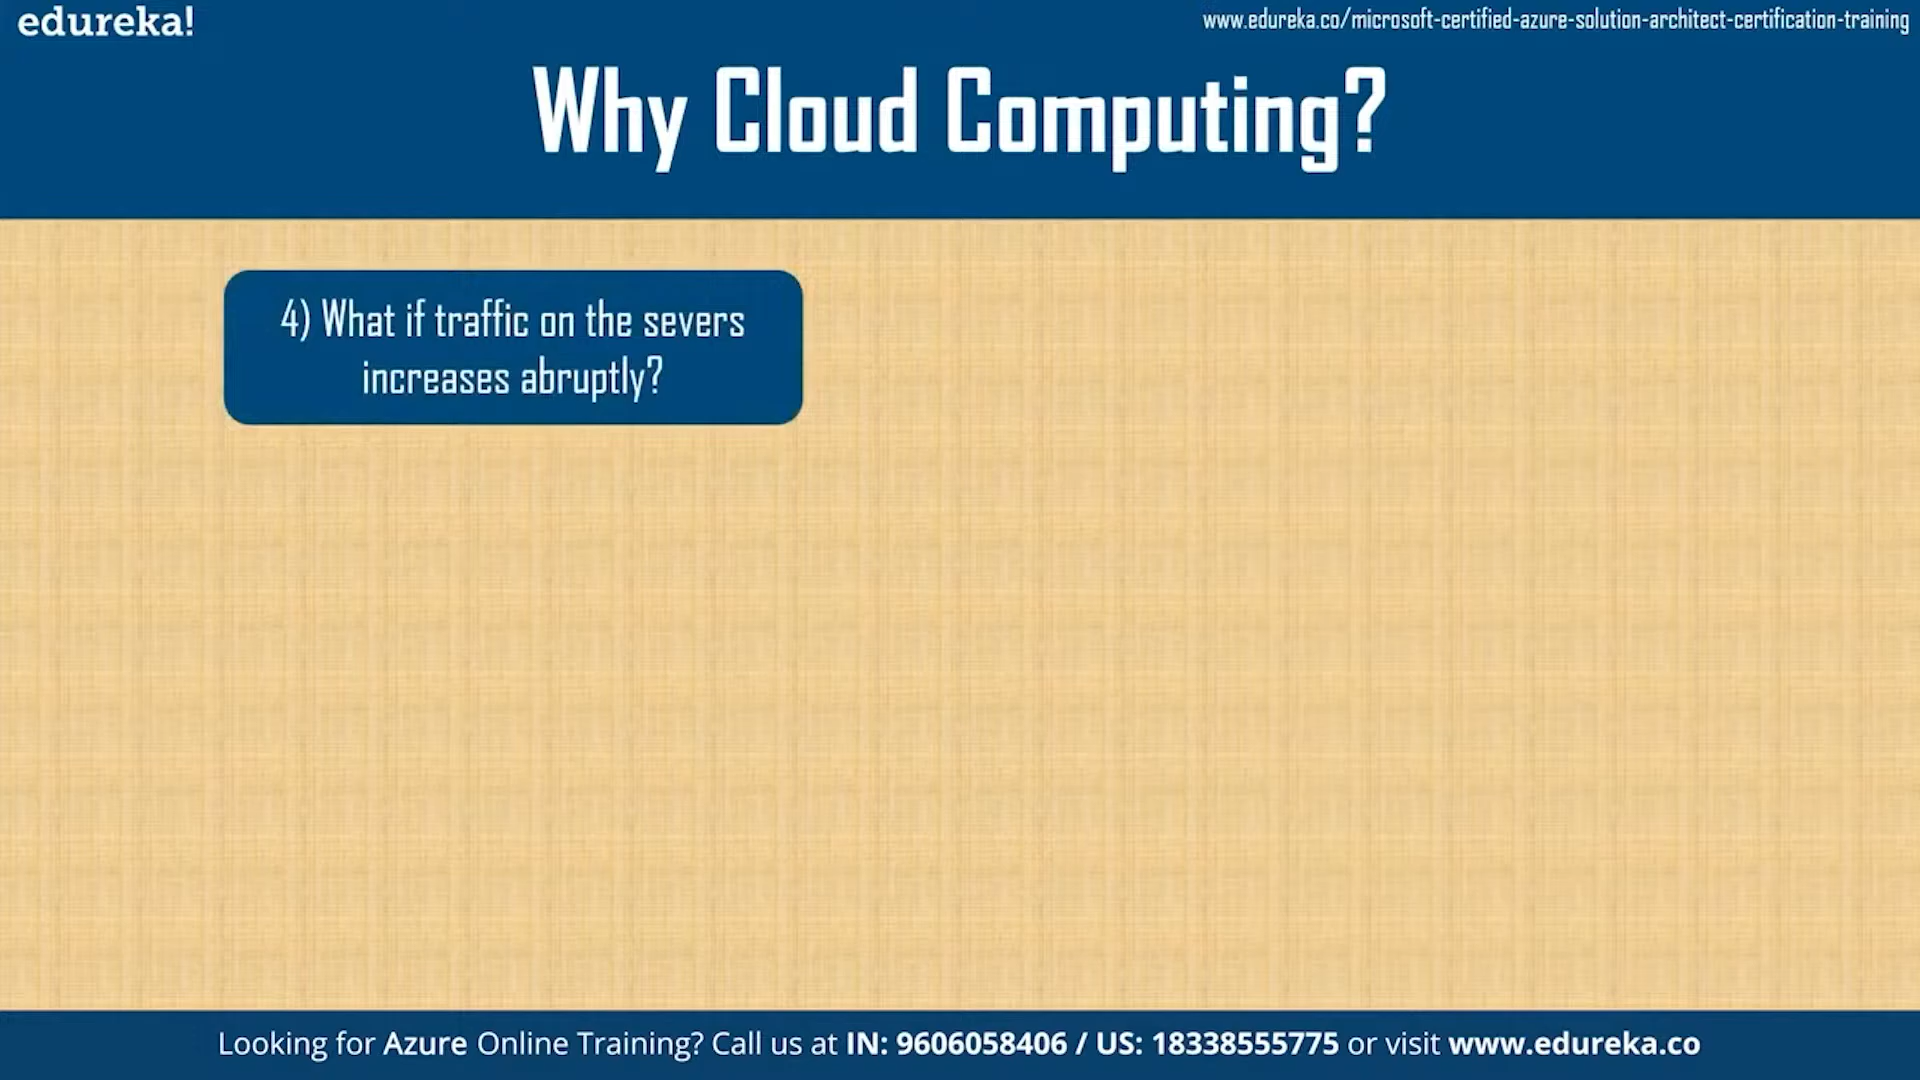 edureka!
www.edureka.co/microsoft-certified-azure-solution-architect-certification-training
Why Cloud Computing?
4) What if traffic on the severs
increases abruptly?
Looking for Azure Online Training? Call us at IN: 9606058406 / US: 18338555775 or visit www.edureka.co